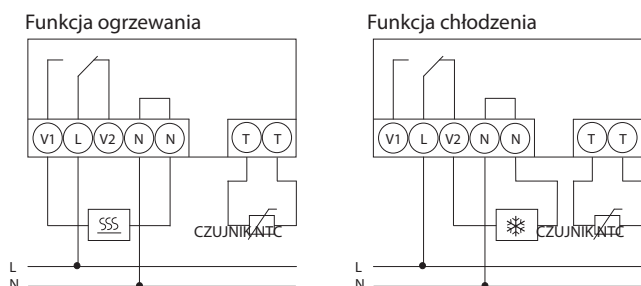 Funkcja ogrzewania
V1 L V2 N N T T
CZUJNIK NTC
L
N
Funkcja chłodzenia
V1 L V2 N N T T
CZUJNIK NTC
L
N